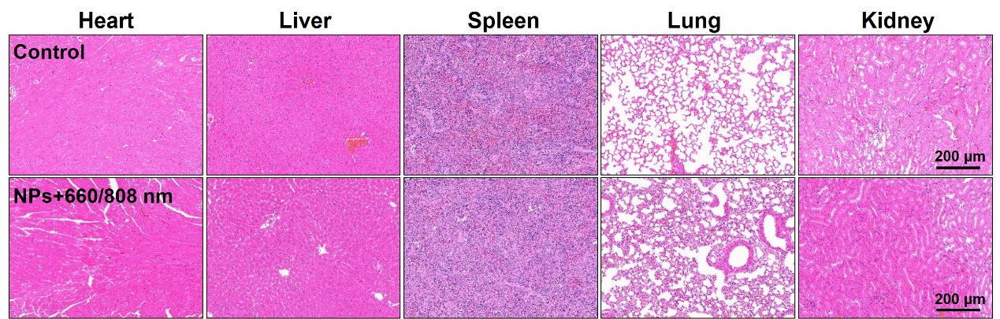 Heart Liver Spleen Lung Kidney
Control
200 μm
NPs+660/808 nm
200 μm